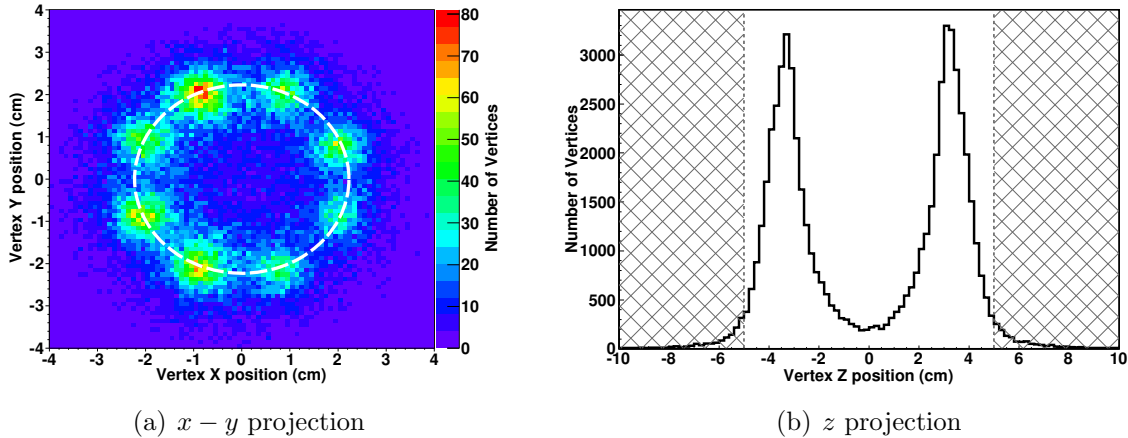 4
3
2
1
0
-1
-2
-3
-4
Vertex Y position (cm)
-4 -3 -2 -1 0 1 2 3 4
Vertex X position (cm)
80
70
60
50
40
30
20
10
0
Number of Vertices
(a) x − y projection
3000
2500
2000
1500
1000
500
0
Number of Vertices
-10 -8 -6 -4 -2 0 2 4 6 8 10
Vertex Z position (cm)
(b) z projection